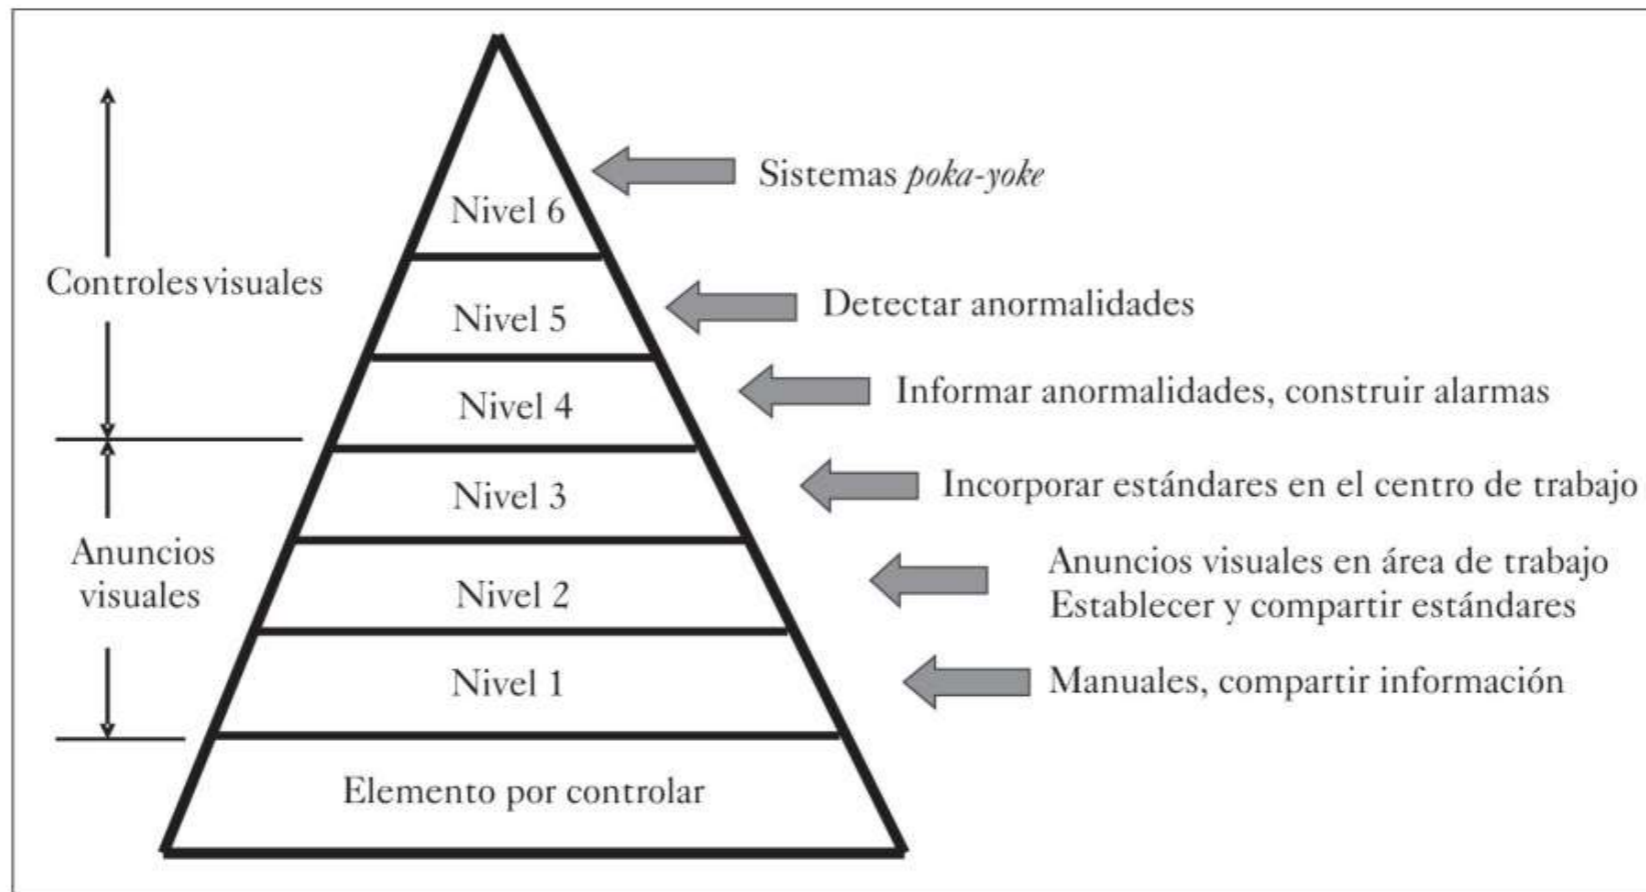 Sistemas poka-yoke
Nivel 6
Controles visuales
Nivel 5
Detectar anormalidades
Nivel 4
Informar anormalidades, construir alarmas
Nivel 3
Incorporar estándares en el centro de trabajo
Anuncios
visuales
Nivel 2
Anuncios visuales en área de trabajo
Establecer y compartir estándares
Nivel 1
Manuales, compartir información
Elemento por controlar